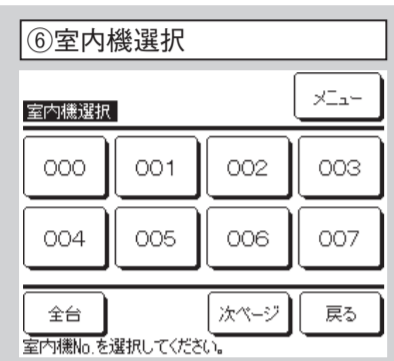 ⑥室内機選択
メニュー
室内機選択
000 001 002 003
004 005 006 007
全台 次ページ 戻る
室内機No.を選択してください。